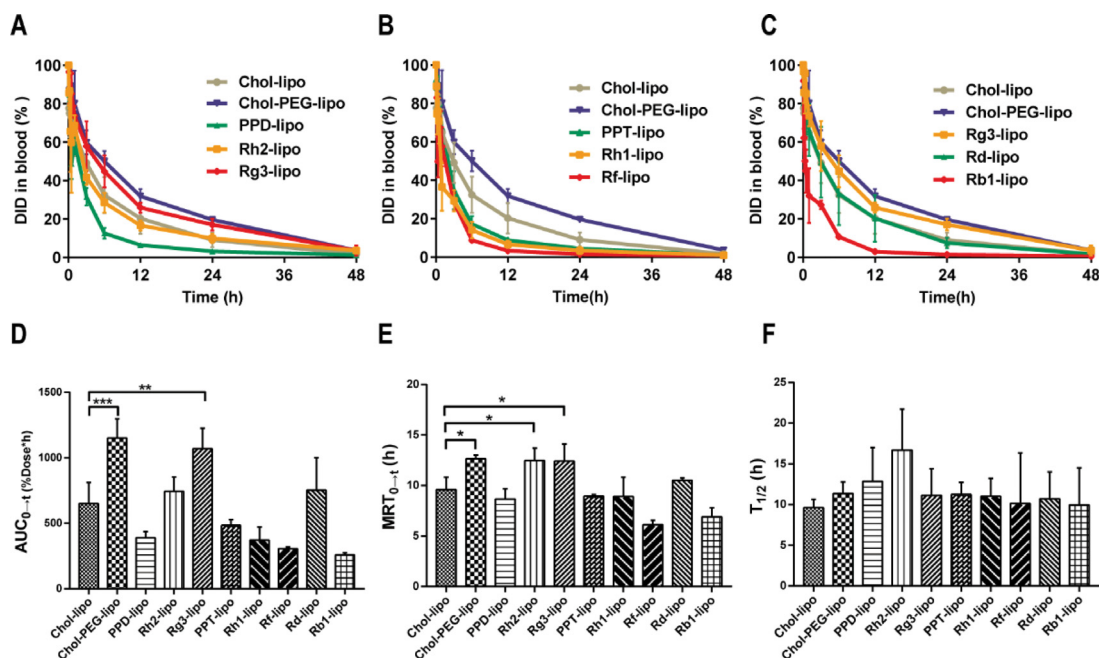 A
B
C
DID in blood (% )
100
80
60
40
20
0
0
12
24
36
48
Time (h)
Chol-lipo
Chol-PEG-lipo
PPD-lipo
Rh2-lipo
Rg3-lipo
DID in blood (% )
100
80
60
40
20
0
0
12
24
36
48
Time(h)
Chol-lipo
Chol-PEG-lipo
PPT-lipo
Rh1-lipo
Rf-lipo
DID in blood (% )
100
80
60
40
20
0
0
12
24
36
48
Time(h)
Chol-lipo
Chol-PEG-lipo
Rg3-lipo
Rd-lipo
Rb1-lipo
D
E
F
AUC0→t (%Dose*h)
1500
1000
500
0
**
***
Chol-lipo
Chol-PEG-lipo
PPD-lipo
Rh2-lipo
Rg3-lipo
PPT-lipo
Rh1-lipo
Rf-lipo
Rd-lipo
Rb1-lipo
MRT0→t (h)
20
15
10
5
0
*
*
*
Chol-lipo
Chol-PEG-lipo
PPD-lipo
Rh2-lipo
Rg3-lipo
PPT-lipo
Rh1-lipo
Rf-lipo
Rd-lipo
Rb1-lipo
T1/2 (h)
25
20
15
10
5
0
Chol-lipo
Chol-PEG-lipo
PPD-lipo
Rh2-lipo
Rg3-lipo
PPT-lipo
Rh1-lipo
Rf-lipo
Rd-lipo
Rb1-lipo